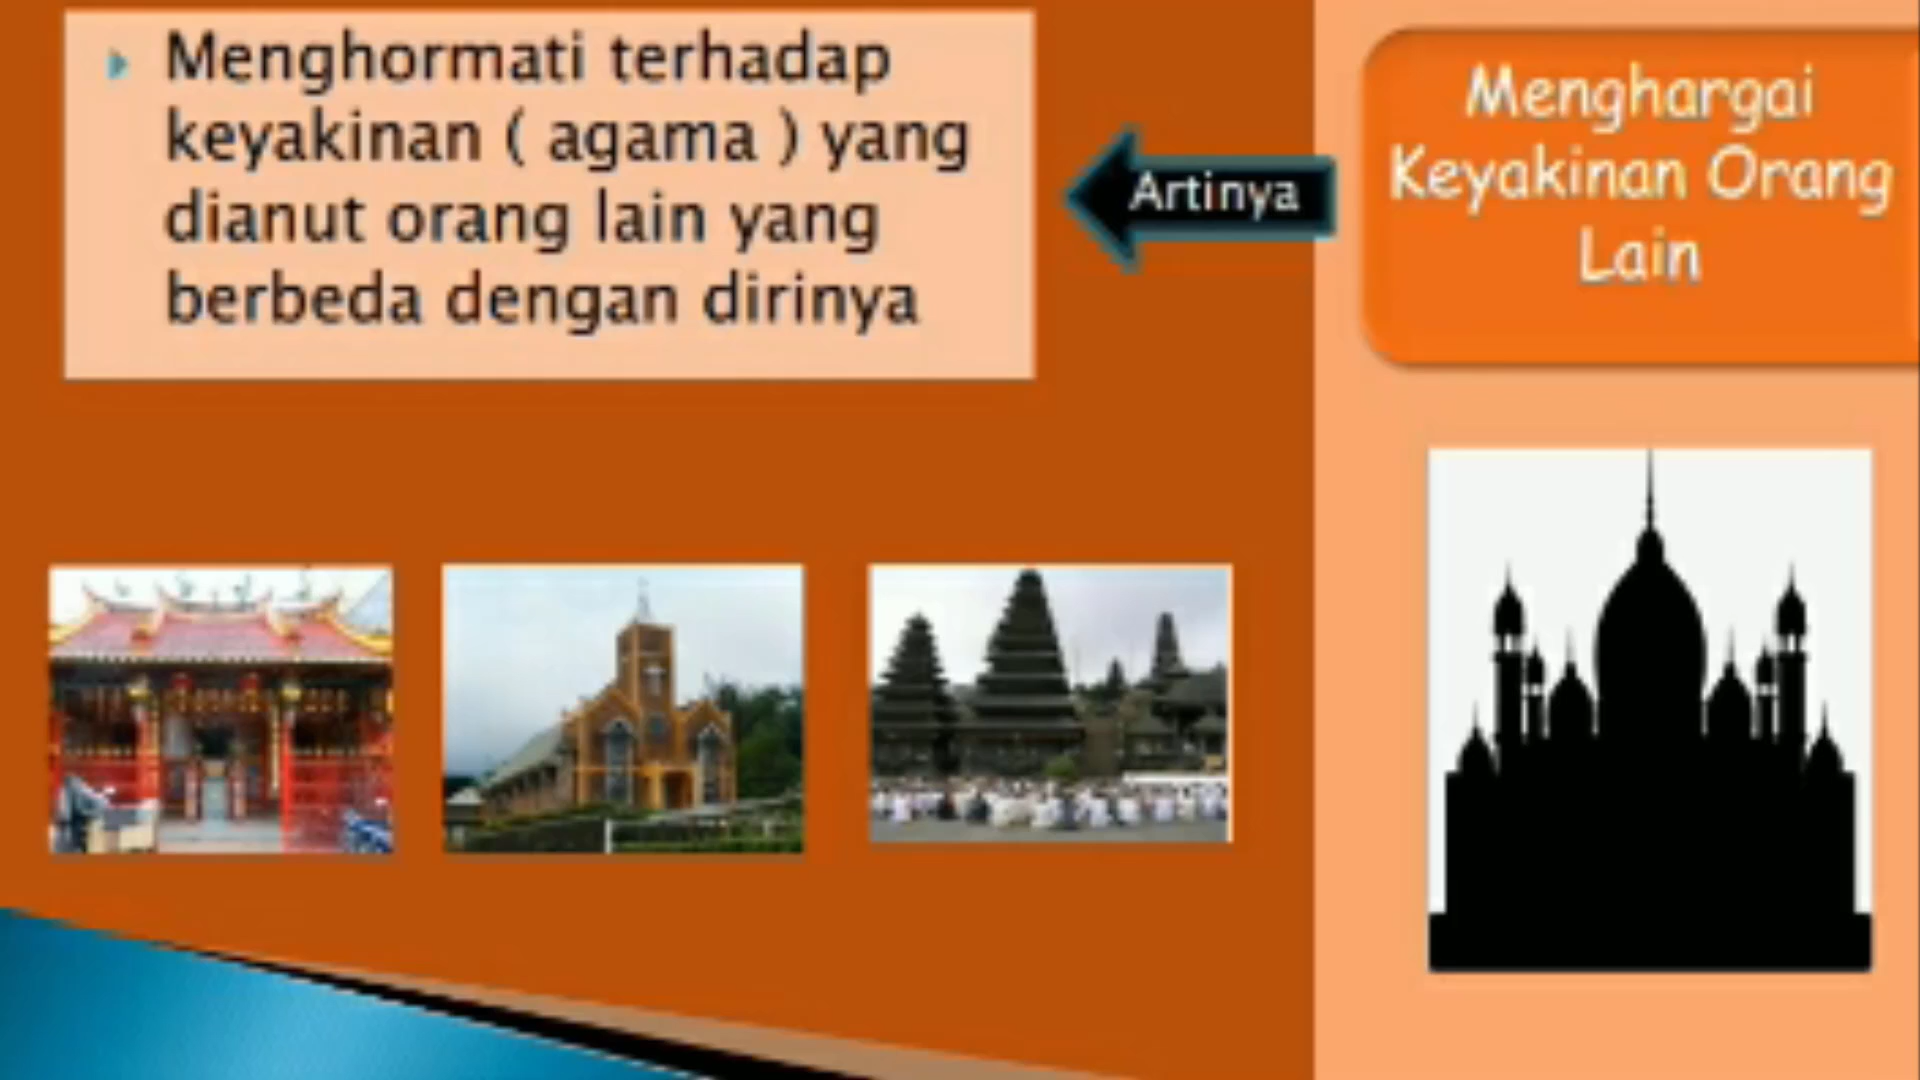 Menghormati terhadap
keyakinan ( agama ) yang
dianut orang lain yang
berbeda dengan dirinya
Artinya
Menghargai
Keyakinan Orang
Lain